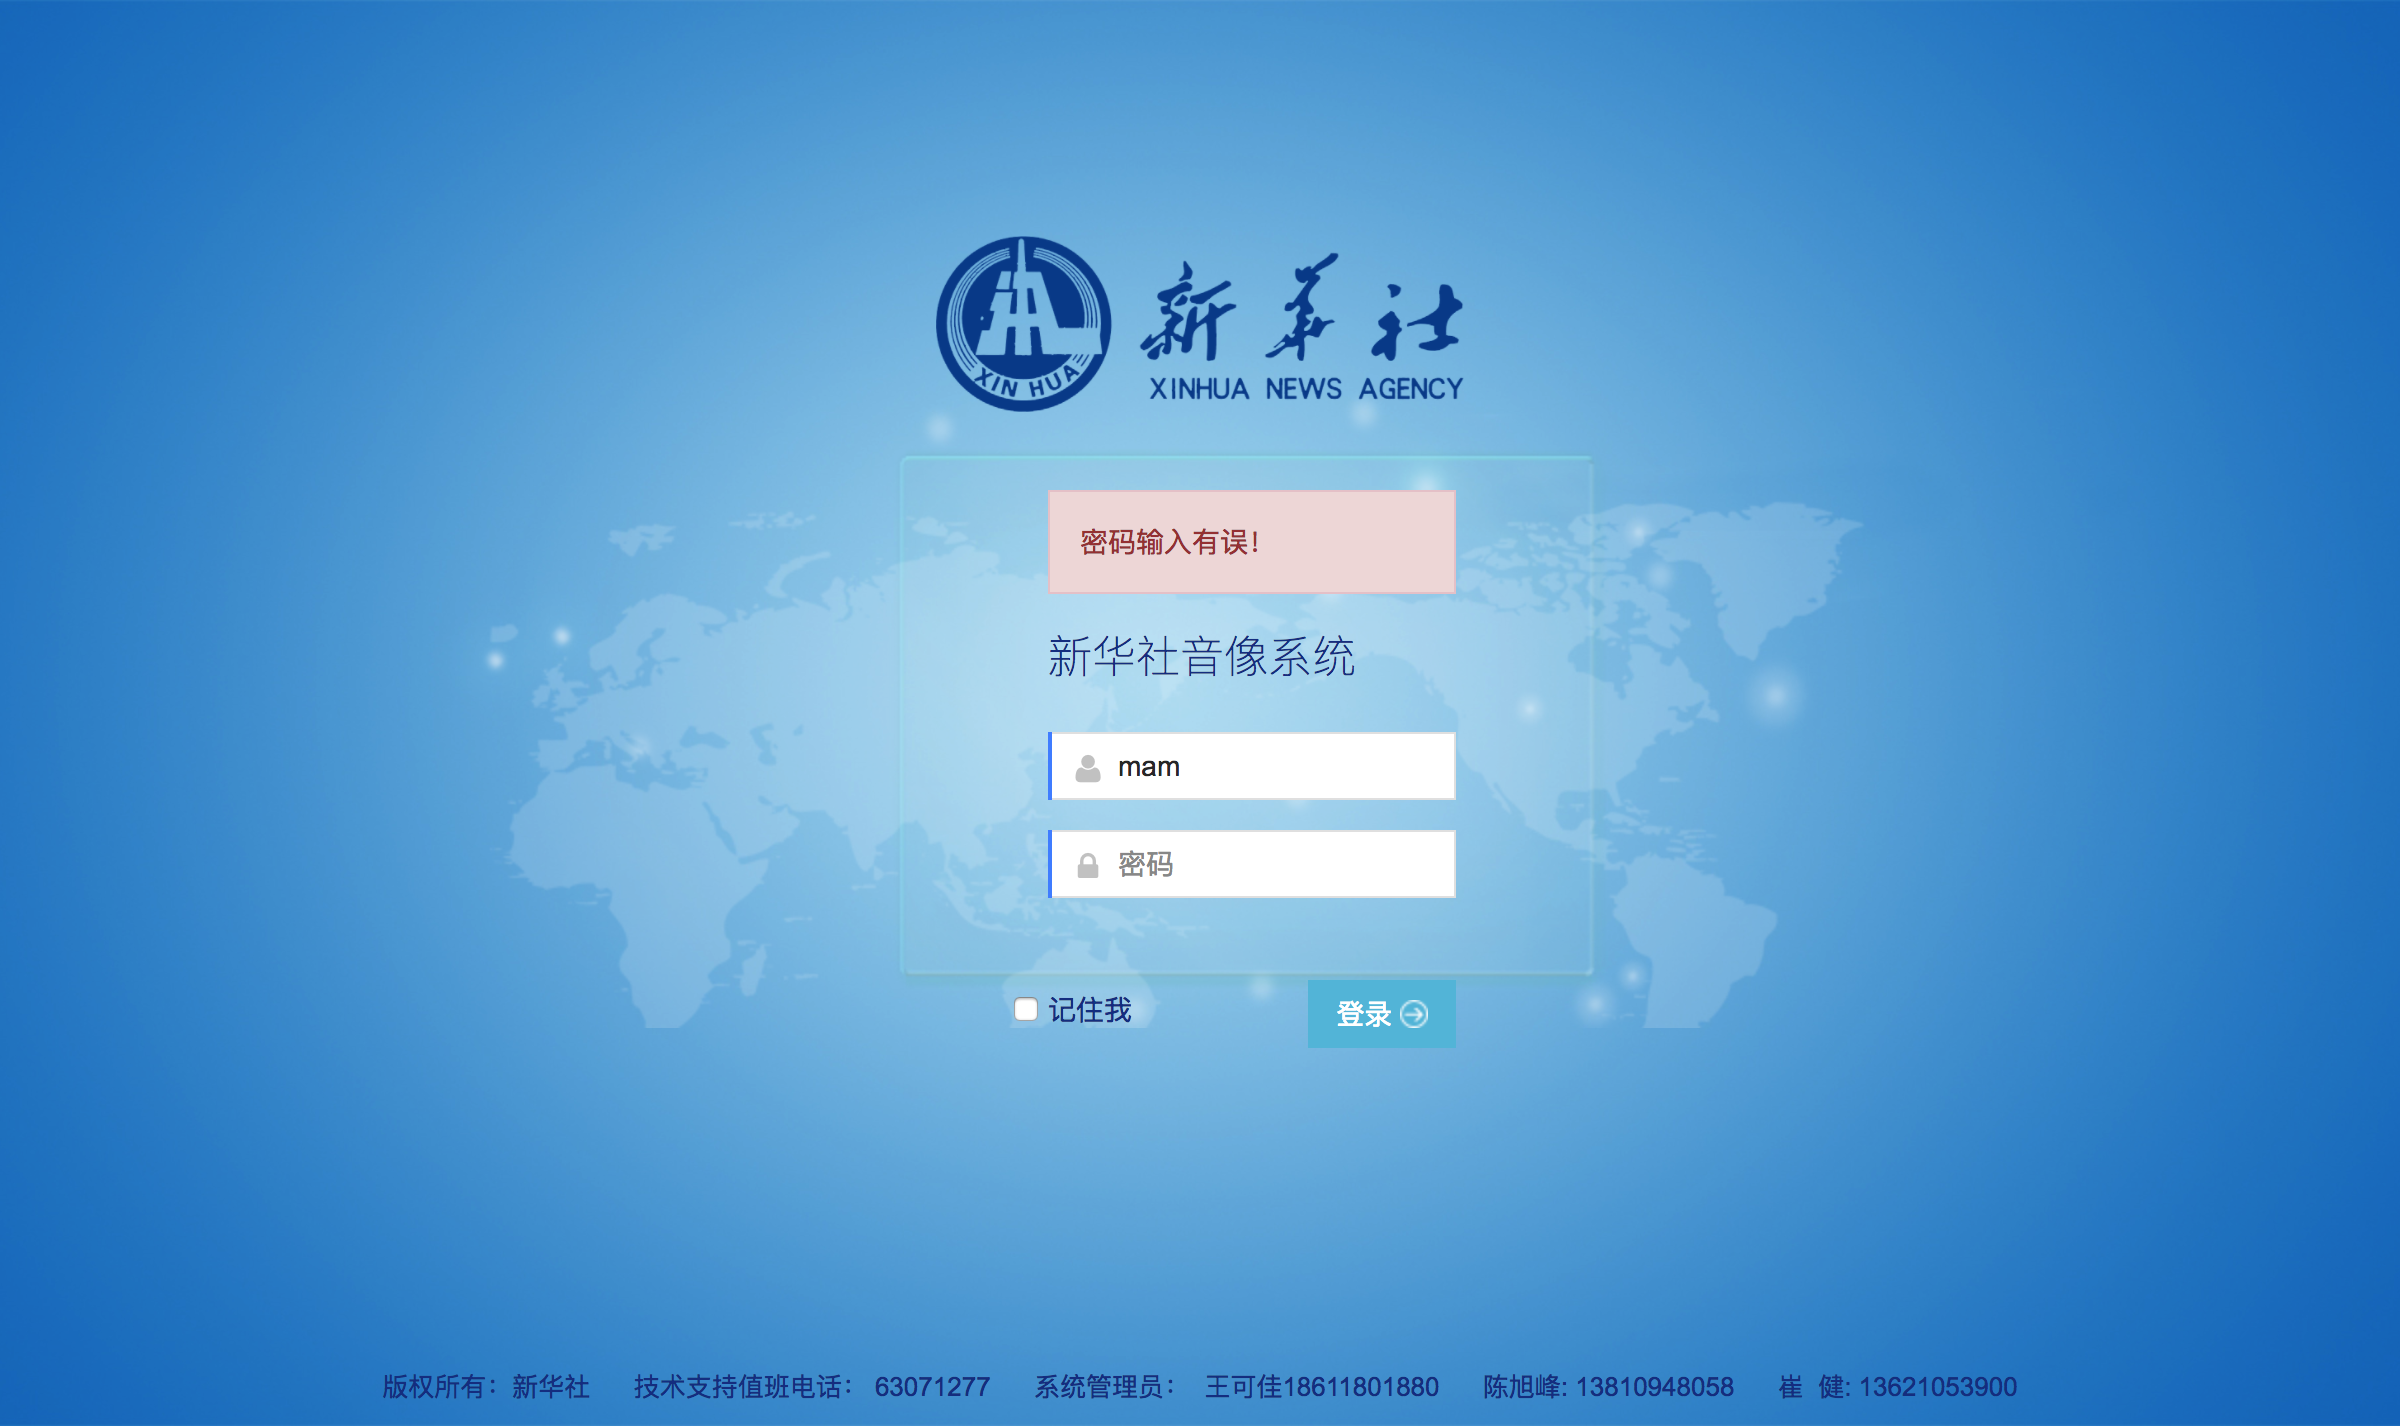 XIN HUA
新华社
XINHUA NEWS AGENCY
密码输入有误！
新华社音像系统
mam
密码
记住我
登录
版权所有：新华社 技术支持值班电话： 63071277 系统管理员： 王可佳18611801880 陈旭峰: 13810948058 崔 健: 13621053900